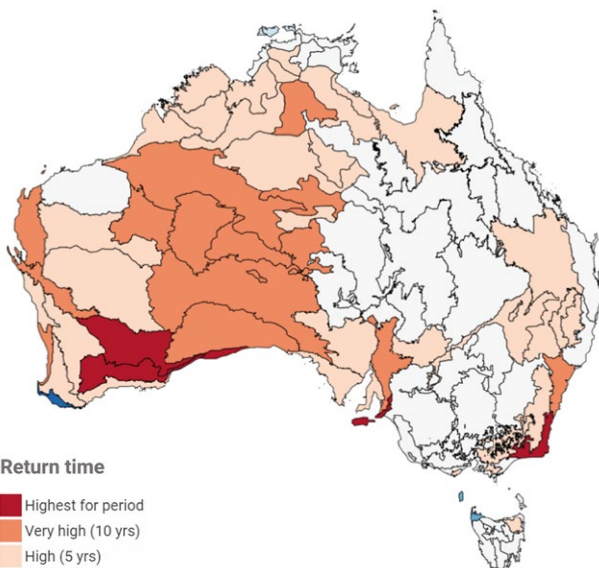 Return time
Highest for period
Very high (10 yrs)
High (5 yrs)